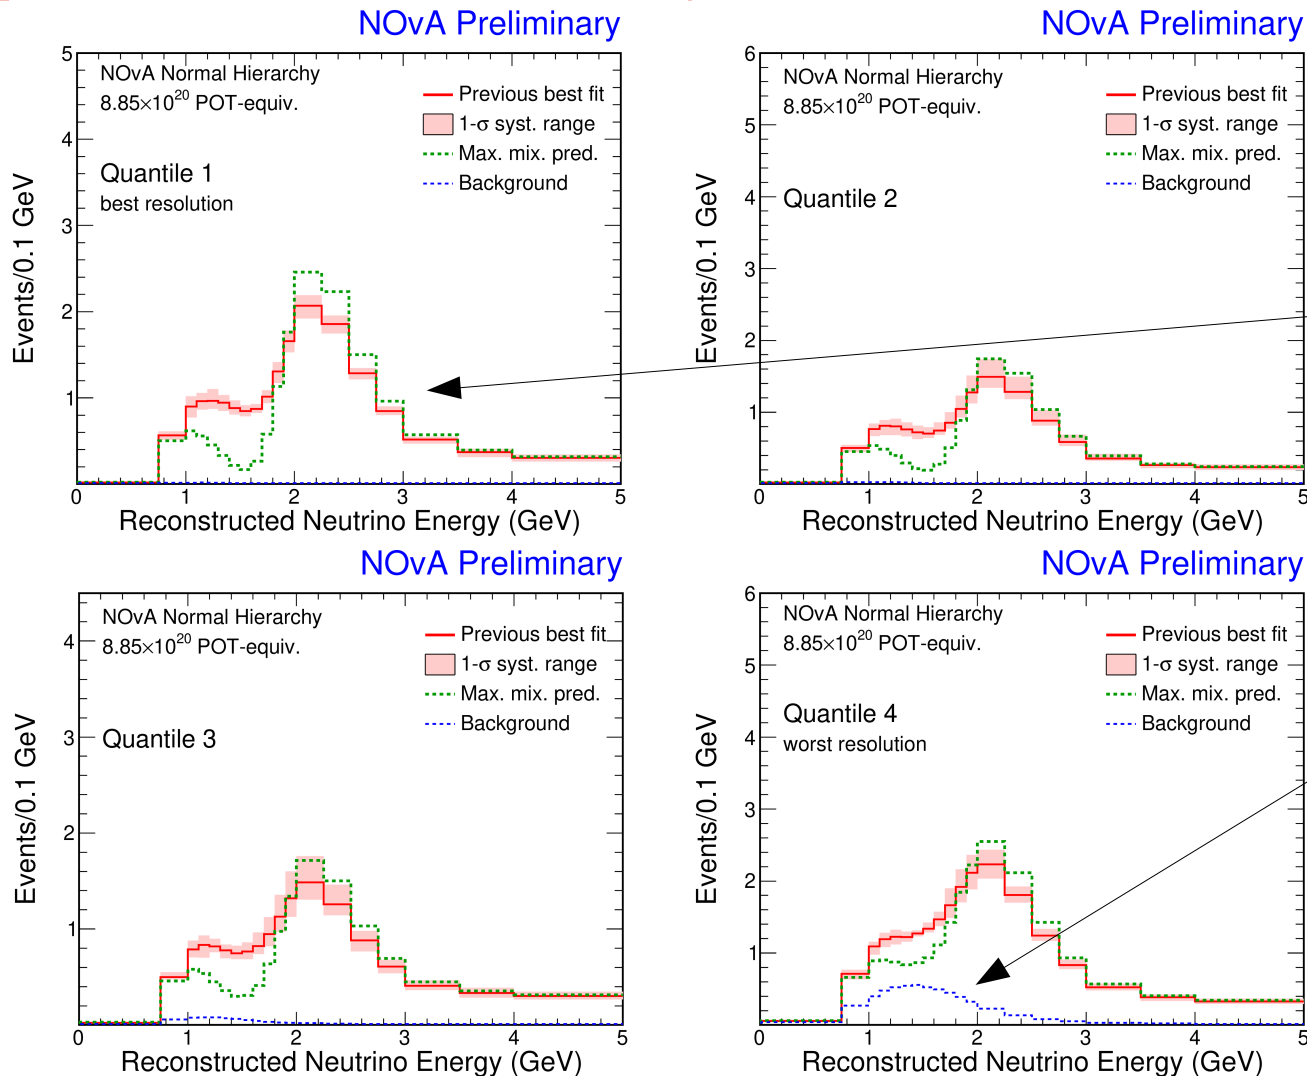 NOvA Preliminary
5
4
3
2
1
Events/0.1 GeV
NOvA Normal Hierarchy
8.85×10²⁰ POT-equiv.
Quantile 1
best resolution
Previous best fit
1-σ syst. range
Max. mix. pred.
Background
0 1 2 3 4 5
Reconstructed Neutrino Energy (GeV)
NOvA Preliminary
6
5
4
3
2
1
Events/0.1 GeV
NOvA Normal Hierarchy
8.85×10²⁰ POT-equiv.
Quantile 2
Previous best fit
1-σ syst. range
Max. mix. pred.
Background
0 1 2 3 4 5
Reconstructed Neutrino Energy (GeV)
NOvA Preliminary
4
3
2
1
Events/0.1 GeV
NOvA Normal Hierarchy
8.85×10²⁰ POT-equiv.
Quantile 3
Previous best fit
1-σ syst. range
Max. mix. pred.
Background
0 1 2 3 4 5
Reconstructed Neutrino Energy (GeV)
NOvA Preliminary
6
5
4
3
2
1
Events/0.1 GeV
NOvA Normal Hierarchy
8.85×10²⁰ POT-equiv.
Quantile 4
worst resolution
Previous best fit
1-σ syst. range
Max. mix. pred.
Background
0 1 2 3 4 5
Reconstructed Neutrino Energy (GeV)